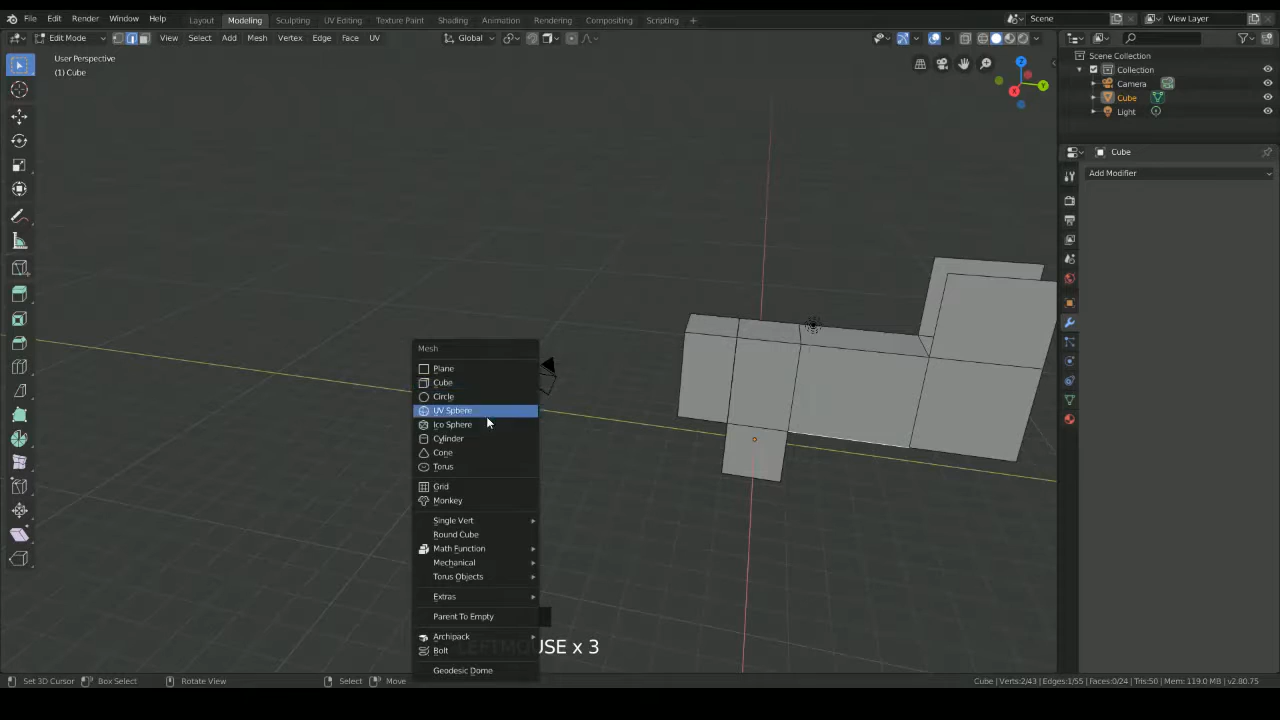 File Edit Render Window Help Layout Modeling Sculpting UV Editing Texture Paint Shading Animation Rendering Compositing Scripting + Scene View Layer
Edit Mode View Select Add Mesh Vertex Edge Face UV Global
User Perspective
(1) Cube
Z
Y
X
Scene Collection
Collection
Camera
Cube
Light
Cube
Add Modifier
Mesh
Plane
Cube
Circle
UV Sphere
Ico Sphere
Cylinder
Cone
Torus
Grid
Monkey
Single Vert
Round Cube
Math Function
Mechanical
Torus Objects
Extras
Parent To Empty
Archipack
Bolt
Geodesic Dome
LEFTMOUSE x 3
Set 3D Cursor Box Select Rotate View Select Move Cube | Verts:2/43 | Edges:1/55 | Faces:0/24 | Tris:50 | Mem: 119.0 MB | v2.80.75